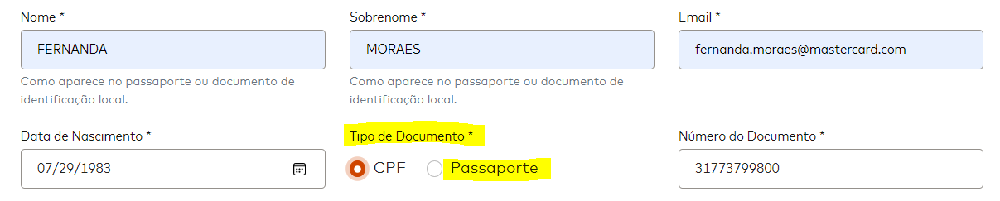 Nome * Sobrenome * Email *
FERNANDA MORAES fernanda.moraes@mastercard.com
Como aparece no passaporte ou documento de Como aparece no passaporte ou documento de
identificação local. identificação local.
Data de Nascimento * Tipo de Documento * Número do Documento *
07/29/1983 CPF Passaporte 31773799800